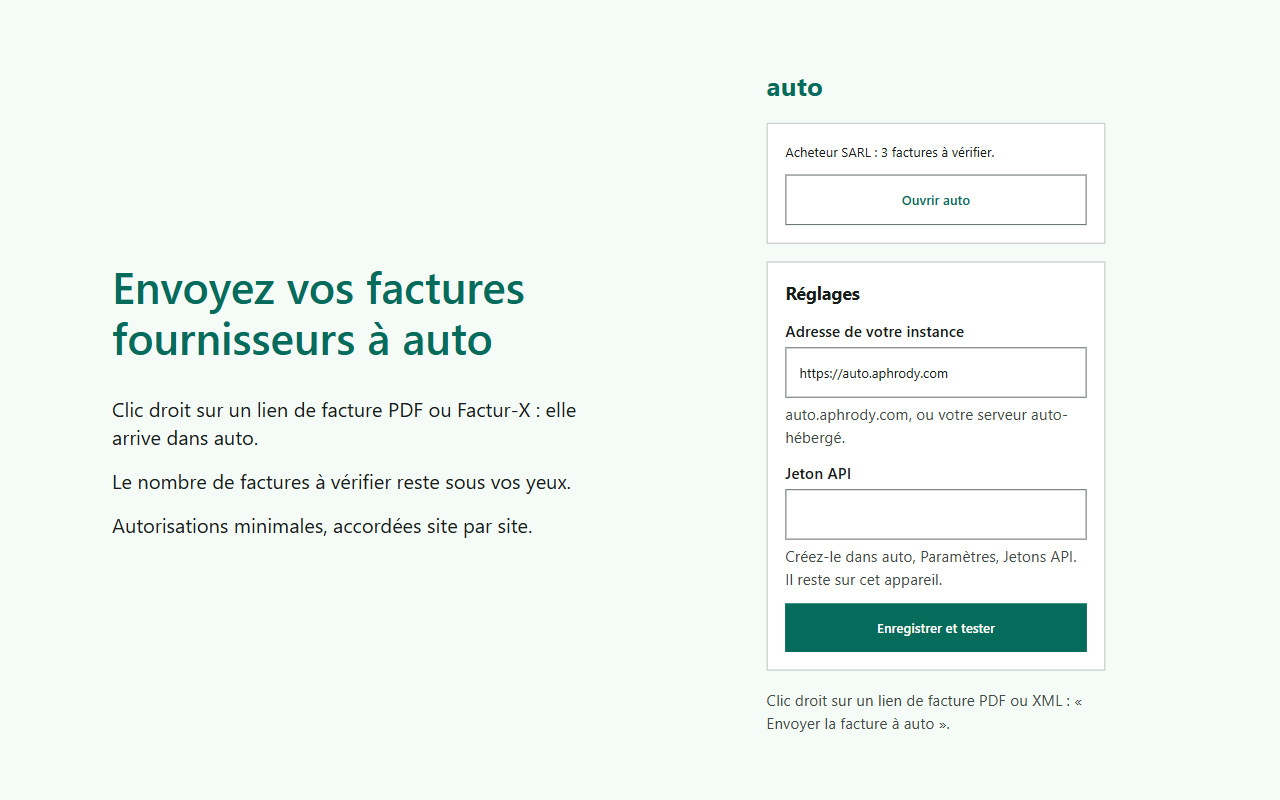 Envoyez vos factures
fournisseurs à auto
Clic droit sur un lien de facture PDF ou Factur-X : elle
arrive dans auto.
Le nombre de factures à vérifier reste sous vos yeux.
Autorisations minimales, accordées site par site.
auto
Acheteur SARL : 3 factures à vérifier.
Ouvrir auto
Réglages
Adresse de votre instance
https://auto.aphrody.com
auto.aphrody.com, ou votre serveur auto-
hébergé.
Jeton API
Créez-le dans auto, Paramètres, Jetons API.
Il reste sur cet appareil.
Enregistrer et tester
Clic droit sur un lien de facture PDF ou XML : «
Envoyer la facture à auto ».